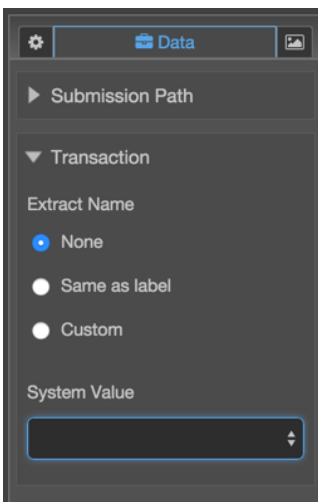 Data
Submission Path
Transaction
Extract Name
None
Same as label
Custom
System Value